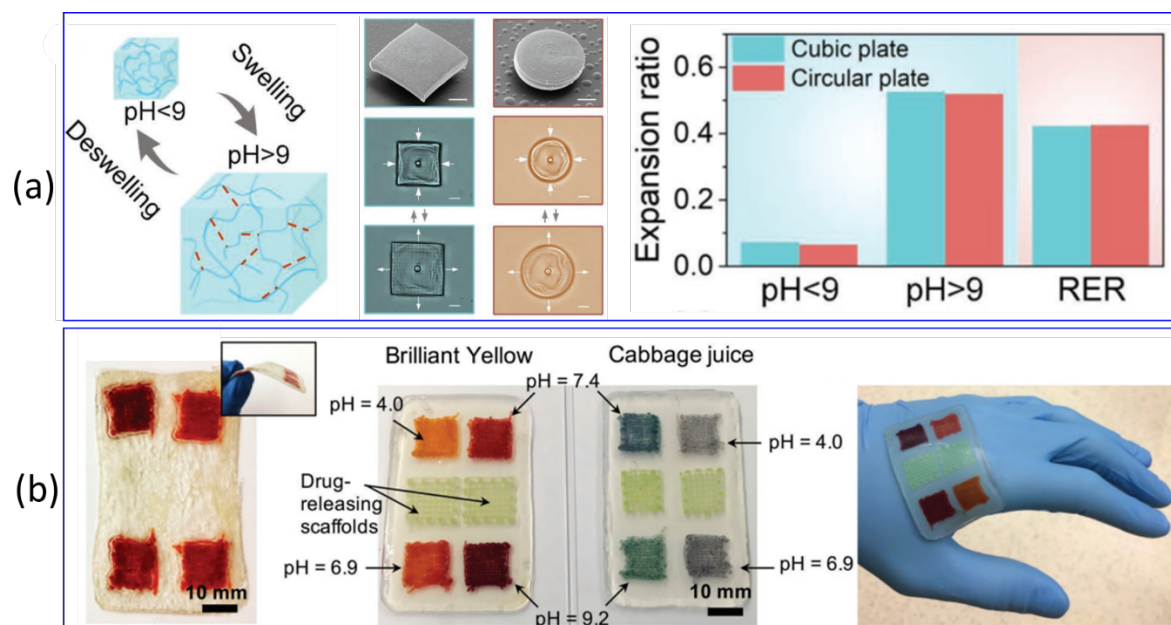 (a)
pH<9
Swelling
Deswelling
pH>9
Expansion ratio
0.6
0.4
0.2
0.0
Cubic plate
Circular plate
pH<9
pH>9
RER
(b)
10 mm
Brilliant Yellow
Cabbage juice
pH = 7.4
pH = 4.0
pH = 4.0
Drug-
releasing
scaffolds
pH = 6.9
pH = 6.9
pH = 9.2
10 mm